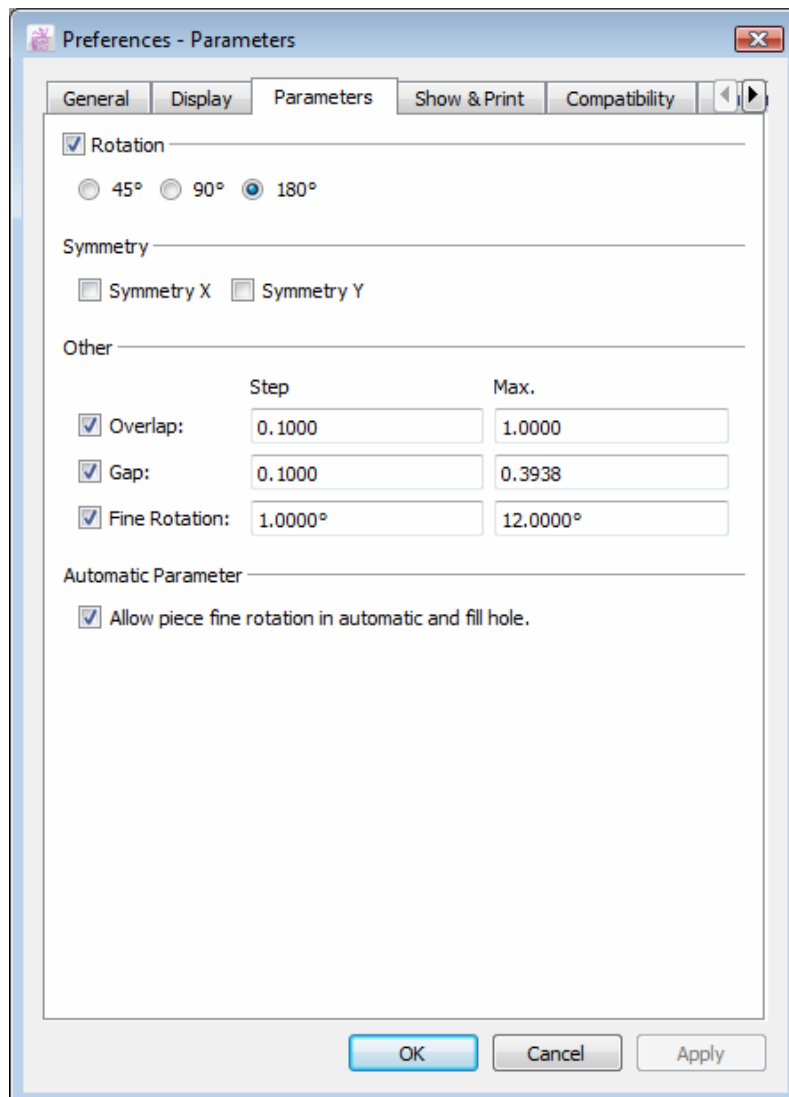 Preferences - Parameters
General Display Parameters Show & Print Compatibility
Rotation
45° 90° 180°
Symmetry
Symmetry X Symmetry Y
Other
Step Max.
Overlap: 0.1000 1.0000
Gap: 0.1000 0.3938
Fine Rotation: 1.0000° 12.0000°
Automatic Parameter
Allow piece fine rotation in automatic and fill hole.
OK Cancel Apply